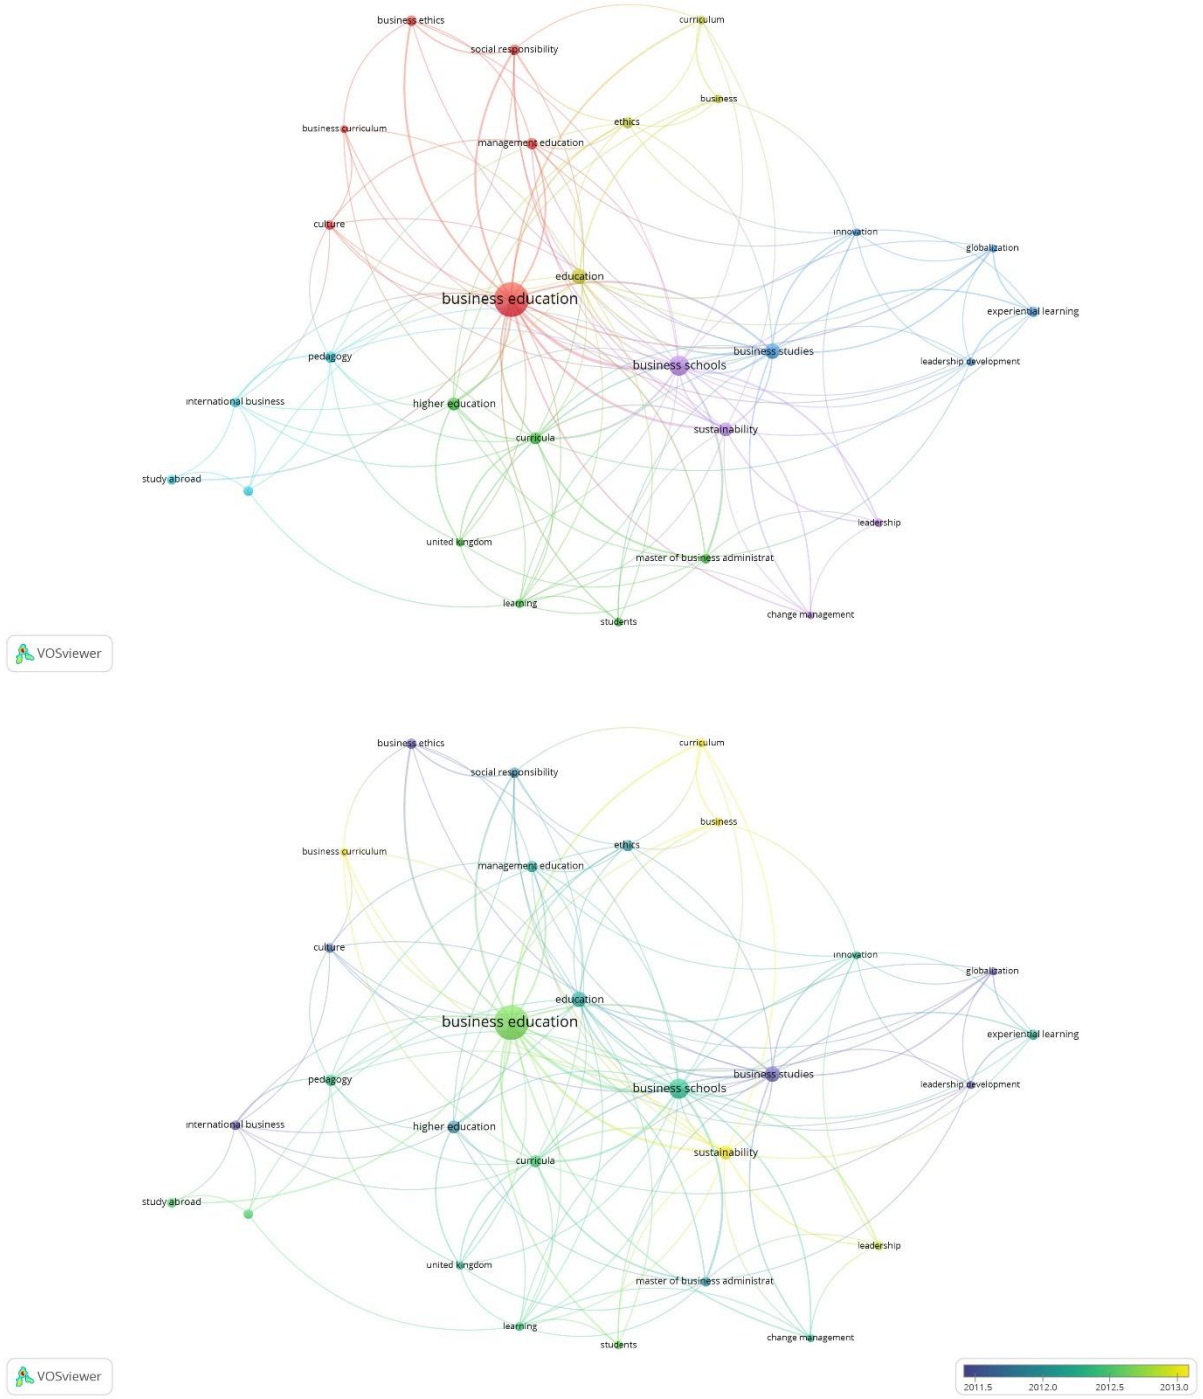 business ethics
curriculum
social responsibility
business
ethics
business curriculum
management education
culture
innovation
globalization
education
business education
experiential learning
business studies
pedagogy
business schools
leadership development
international business
higher education
sustainability
curricula
study abroad
leadership
united kingdom
master of business administrat
learning
change management
students
VOSviewer
business ethics
curriculum
social responsibility
business
ethics
business curriculum
management education
culture
innovation
globalization
education
business education
experiential learning
business studies
business schools
pedagogy
leadership development
international business
higher education
sustainability
curricula
study abroad
leadership
united kingdom
master of business administrat
learning
change management
students
VOSviewer
2011.5 2012.0 2012.5 2013.0